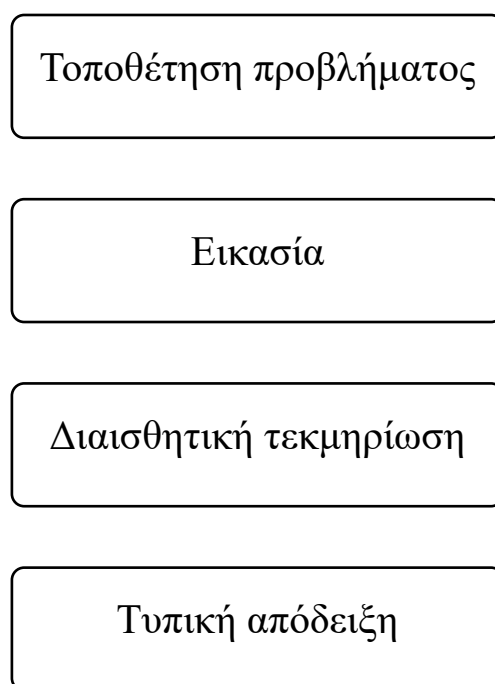 Τοποθέτηση προβλήματος
Εικασία
Διαισθητική τεκμηρίωση
Τυπική απόδειξη